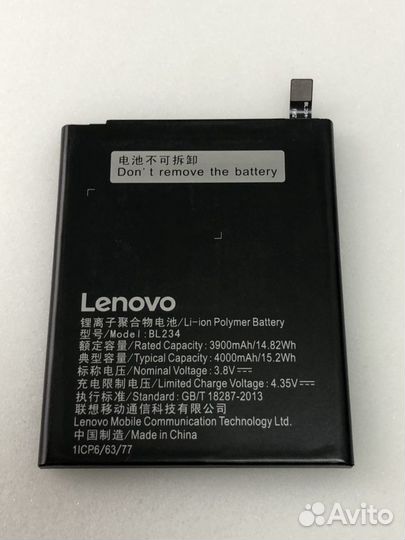 电池不可拆卸
Don't remove the battery
Lenovo
锂离子聚合物电池/Li-ion Polymer Battery
型号/Model:BL234
额定容量/Rated Capacity: 3900mAh/14.82Wh
典型容量/Typical Capacity: 4000mAh/15.2Wh
标称电压/Nominal Voltage: 3.8V⎓
充电限制电压/Limited Charge Voltage: 4.35V⎓
执行标准/Standard : GB/T 18287-2013
联想移动通信科技有限公司
Lenovo Mobile Communication Technology Ltd.
中国制造/Made in China
1ICP6/63/77
Avito